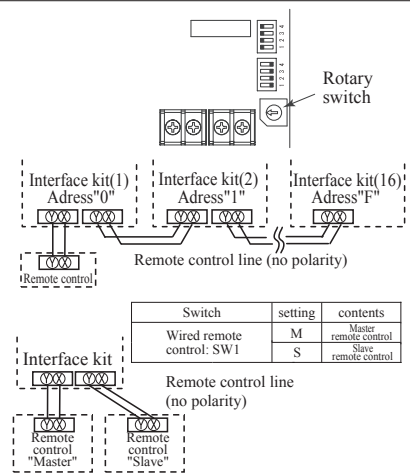 1 2 3 4
1 2 3 4
Rotary
switch
Interface kit(1)
Adress"0"
Interface kit(2)
Adress"1"
Interface kit(16)
Adress"F"
Remote control line (no polarity)
Remote control
Switch setting contents
Wired remote
control: SW1
M Master
remote control
S Slave
remote control
Interface kit
Remote control line
(no polarity)
Remote
control
"Master"
Remote
control
"Slave"